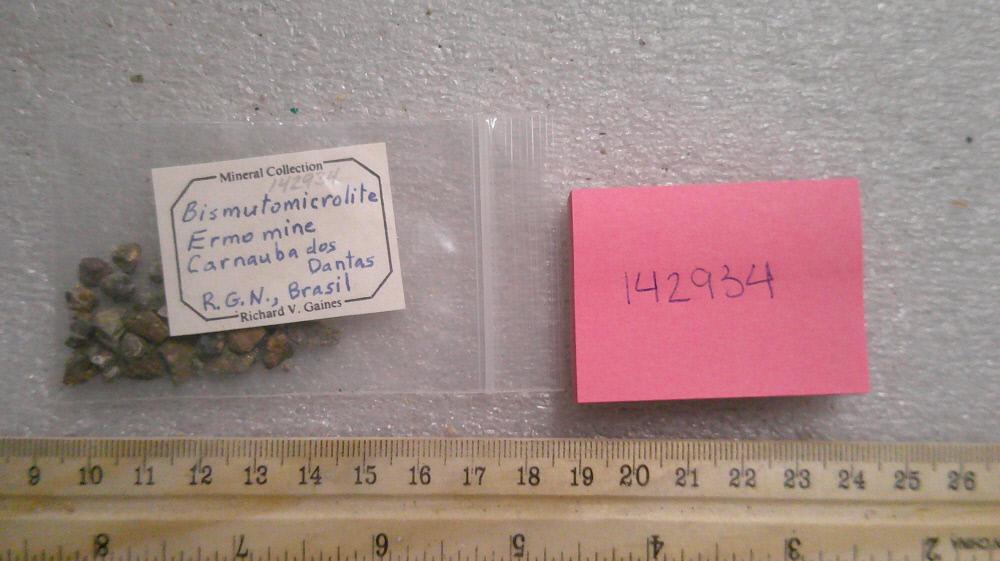 Mineral Collection
142934
Bismutomicrolite
Ermo mine
Carnauba dos
Dantas
R.G.N., Brasil
Richard V. Gaines
142934
9 10 11 12 13 14 15 16 17 18 19 20 21 22 23 24 25 26
8 7 6 5 4 3 2